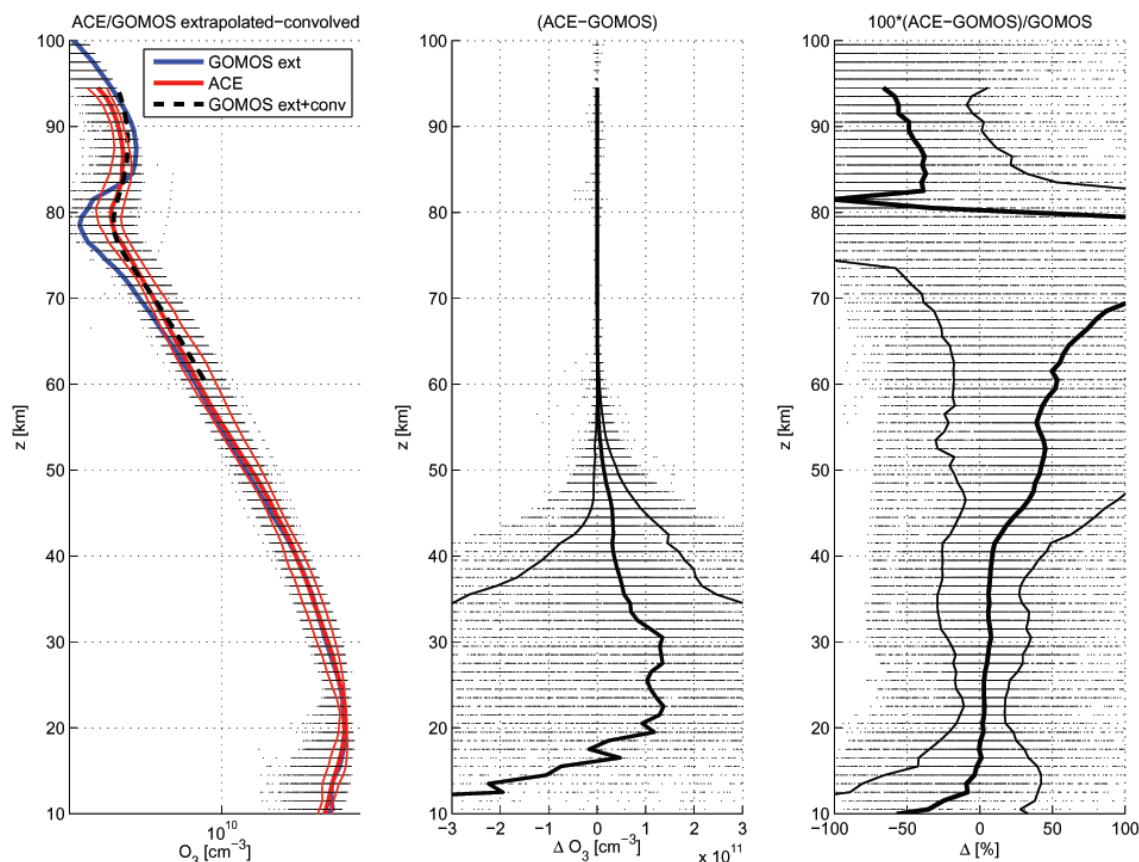 ACE/GOMOS extrapolated−convolved
(ACE−GOMOS)
100*(ACE−GOMOS)/GOMOS
GOMOS ext
ACE
GOMOS ext+conv
100
90
80
70
60
50
40
30
20
10
z [km]
10^10
O_3 [cm^−3]
100
90
80
70
60
50
40
30
20
10
z [km]
−3 −2 −1 0 1 2 3
Δ O_3 [cm^−3]
x 10^11
100
90
80
70
60
50
40
30
20
10
z [km]
−100 −50 0 50 100
Δ [%]